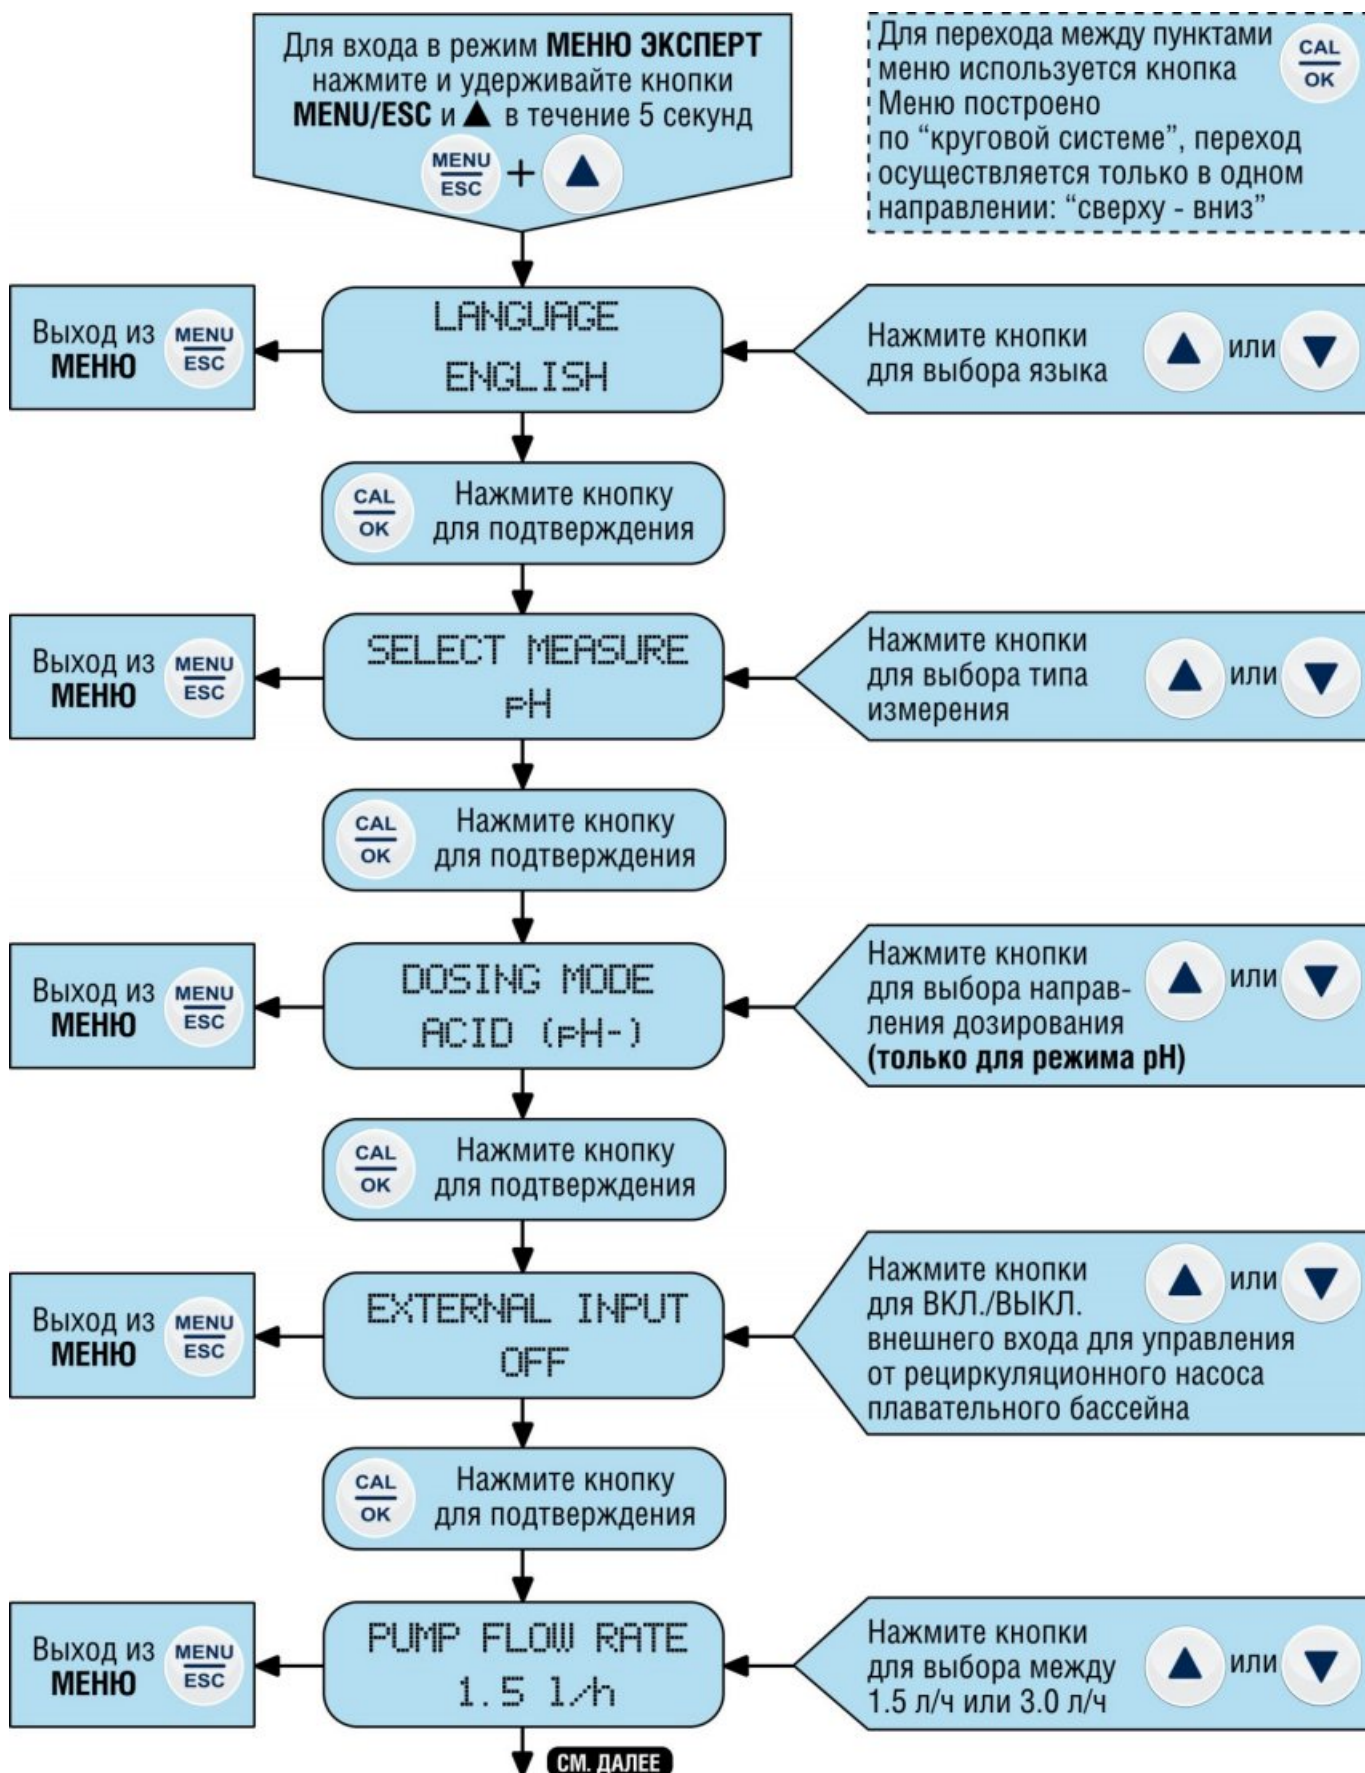 Для входа в режим МЕНЮ ЭКСПЕРТ
нажмите и удерживайте кнопки
MENU/ESC и ▲ в течение 5 секунд
MENU
ESC
+
▲
Для перехода между пунктами
меню используется кнопка
Меню построено
по “круговой системе”, переход
осуществляется только в одном
направлении: “сверху - вниз”
CAL
OK
Выход из
МЕНЮ
MENU
ESC
LANGUAGE
ENGLISH
Нажмите кнопки
для выбора языка
▲ или ▼
CAL
OK
Нажмите кнопку
для подтверждения
Выход из
МЕНЮ
MENU
ESC
SELECT MEASURE
pH
Нажмите кнопки
для выбора типа
измерения
▲ или ▼
CAL
OK
Нажмите кнопку
для подтверждения
Выход из
МЕНЮ
MENU
ESC
DOSING MODE
ACID (pH-)
Нажмите кнопки
для выбора направ-
ления дозирования
(только для режима pH)
▲ или ▼
CAL
OK
Нажмите кнопку
для подтверждения
Выход из
МЕНЮ
MENU
ESC
EXTERNAL INPUT
OFF
Нажмите кнопки
для ВКЛ./ВЫКЛ.
внешнего входа для управления
от рециркуляционного насоса
плавательного бассейна
▲ или ▼
CAL
OK
Нажмите кнопку
для подтверждения
Выход из
МЕНЮ
MENU
ESC
PUMP FLOW RATE
1.5 l/h
Нажмите кнопки
для выбора между
1.5 л/ч или 3.0 л/ч
▲ или ▼
СМ. ДАЛЕЕ